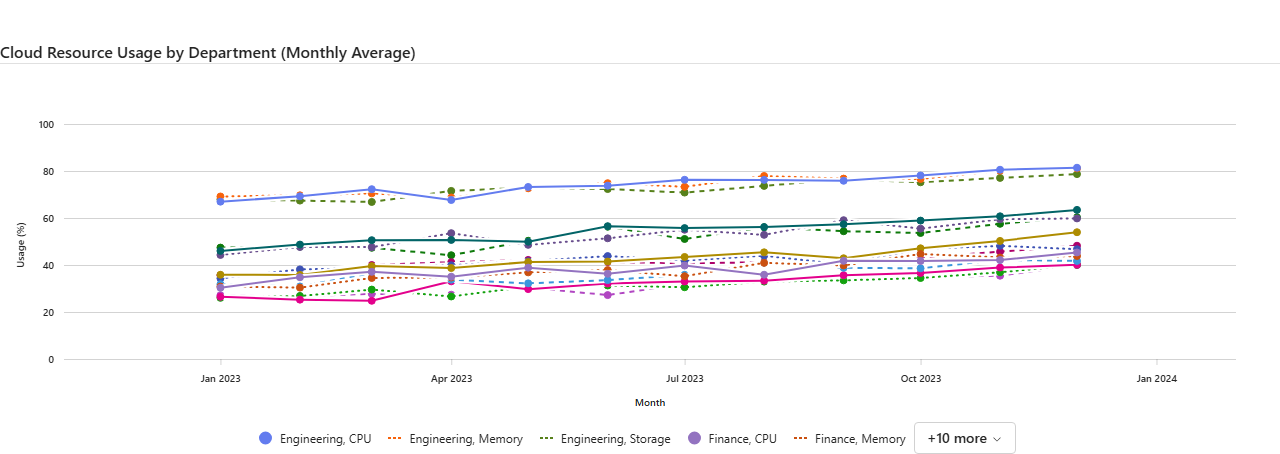 Cloud Resource Usage by Department (Monthly Average)
100
80
60
40
20
0
Usage (%)
Jan 2023 Apr 2023 Jul 2023 Oct 2023 Jan 2024
Month
Engineering, CPU Engineering, Memory Engineering, Storage Finance, CPU Finance, Memory +10 more